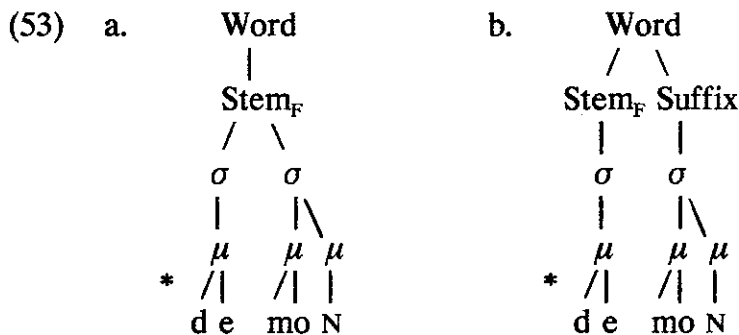 (53) a. Word b. Word
Stem_F Stem_F Suffix
σ σ σ σ
μ μ μ μ μ μ
* *
d e mo N d e mo N